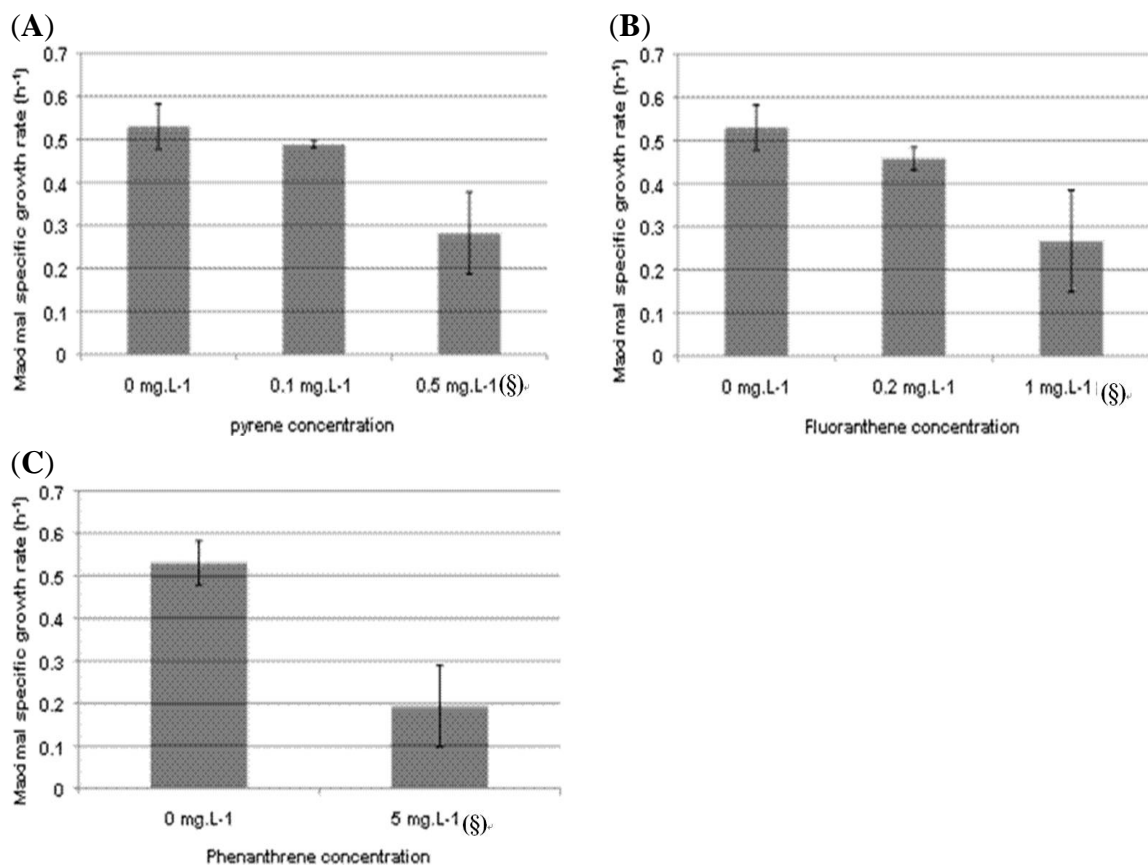 (A)
Maximal specific growth rate (h-1)
0.7
0.6
0.5
0.4
0.3
0.2
0.1
0
0 mg.L-1 0.1 mg.L-1 0.5 mg.L-1(§)
pyrene concentration
(B)
Maximal specific growth rate (h-1)
0.7
0.6
0.5
0.4
0.3
0.2
0.1
0
0 mg.L-1 0.2 mg.L-1 1 mg.L-1(§)
Fluoranthene concentration
(C)
Maximal specific growth rate (h-1)
0.7
0.6
0.5
0.4
0.3
0.2
0.1
0
0 mg.L-1 5 mg.L-1(§)
Phenanthrene concentration